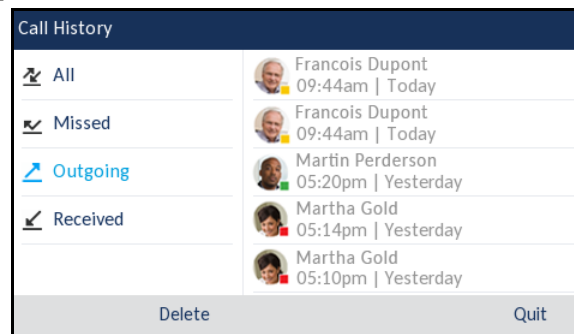 Call History
All
Missed
Outgoing
Received
Francois Dupont
09:44am | Today
Francois Dupont
09:44am | Today
Martin Perderson
05:20pm | Yesterday
Martha Gold
05:14pm | Yesterday
Martha Gold
05:10pm | Yesterday
Delete
Quit